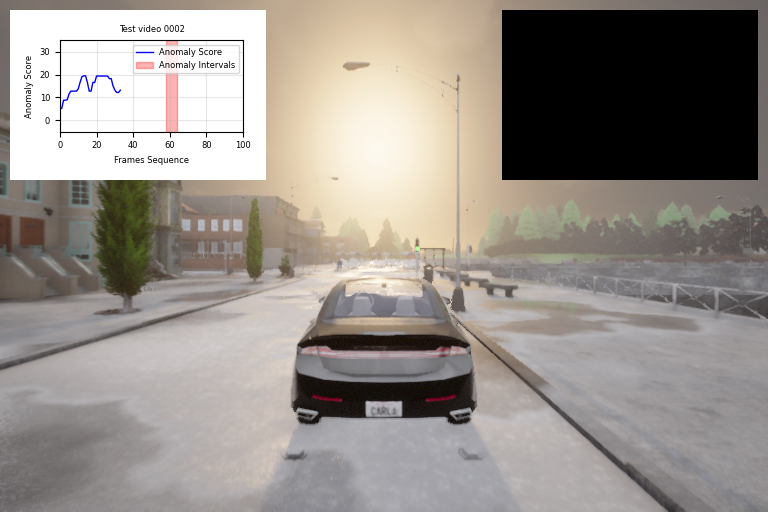 Test video 0002
Anomaly Score
Anomaly Intervals
Anomaly Score
30
20
10
0
0 20 40 60 80 100
Frames Sequence
CARLA